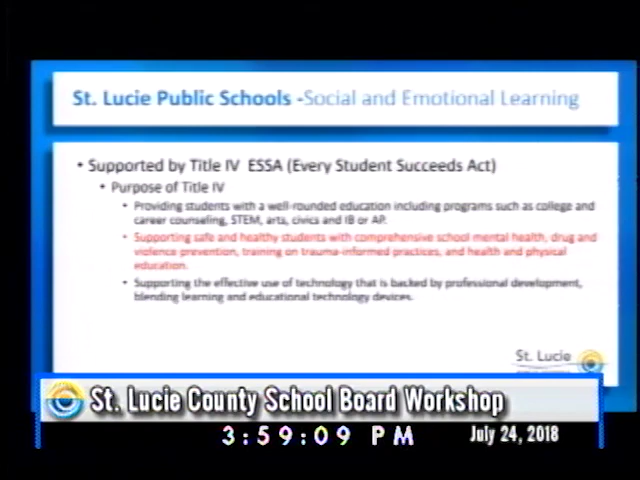 St. Lucie Public Schools -Social and Emotional Learning
• Supported by Title IV ESSA (Every Student Succeeds Act)
• Purpose of Title IV
• Providing students with a well-rounded education including programs such as college and
career counseling, STEM, arts, civics and IB or AP.
• Supporting safe and healthy students with comprehensive school mental health, drug and
violence prevention, training on trauma-informed practices, and health and physical
education.
• Supporting the effective use of technology that is backed by professional development,
blending learning and educational technology devices.
St. Lucie
St. Lucie County School Board Workshop
3:59:09 PM
July 24, 2018